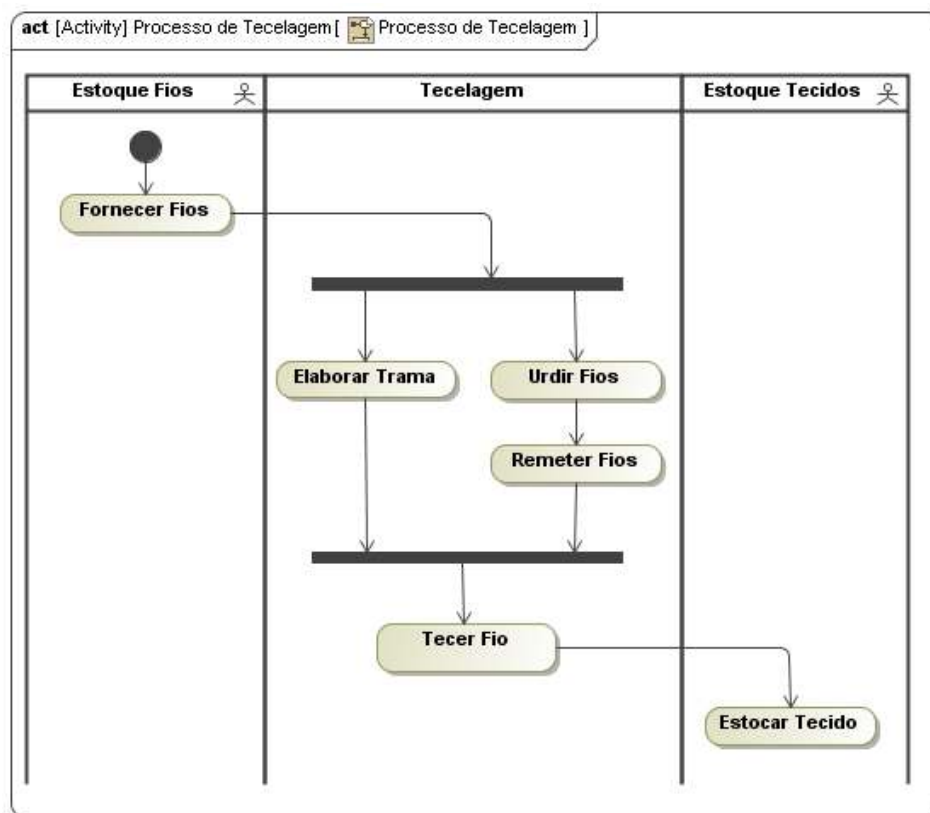 act [Activity] Processo de Tecelagem[ Processo de Tecelagem ]
Estoque Fios
Tecelagem
Estoque Tecidos
Fornecer Fios
Elaborar Trama
Urdir Fios
Remeter Fios
Tecer Fio
Estocar Tecido